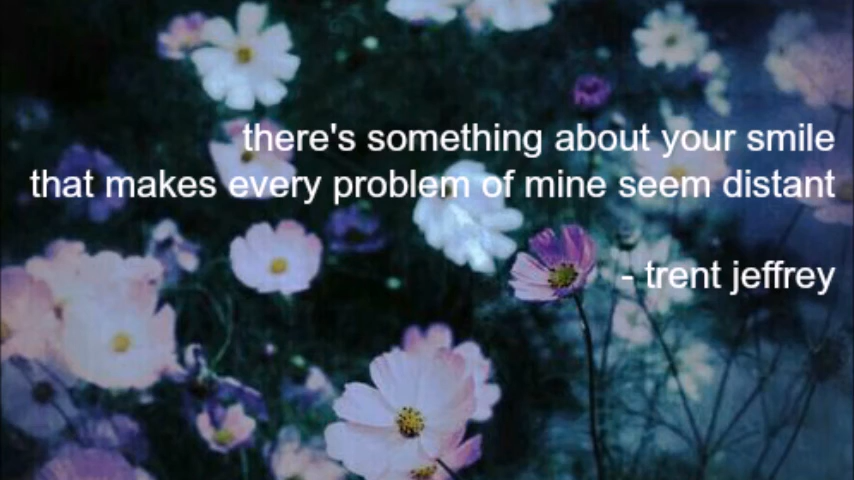 there's something about your smile
that makes every problem of mine seem distant
- trent jeffrey